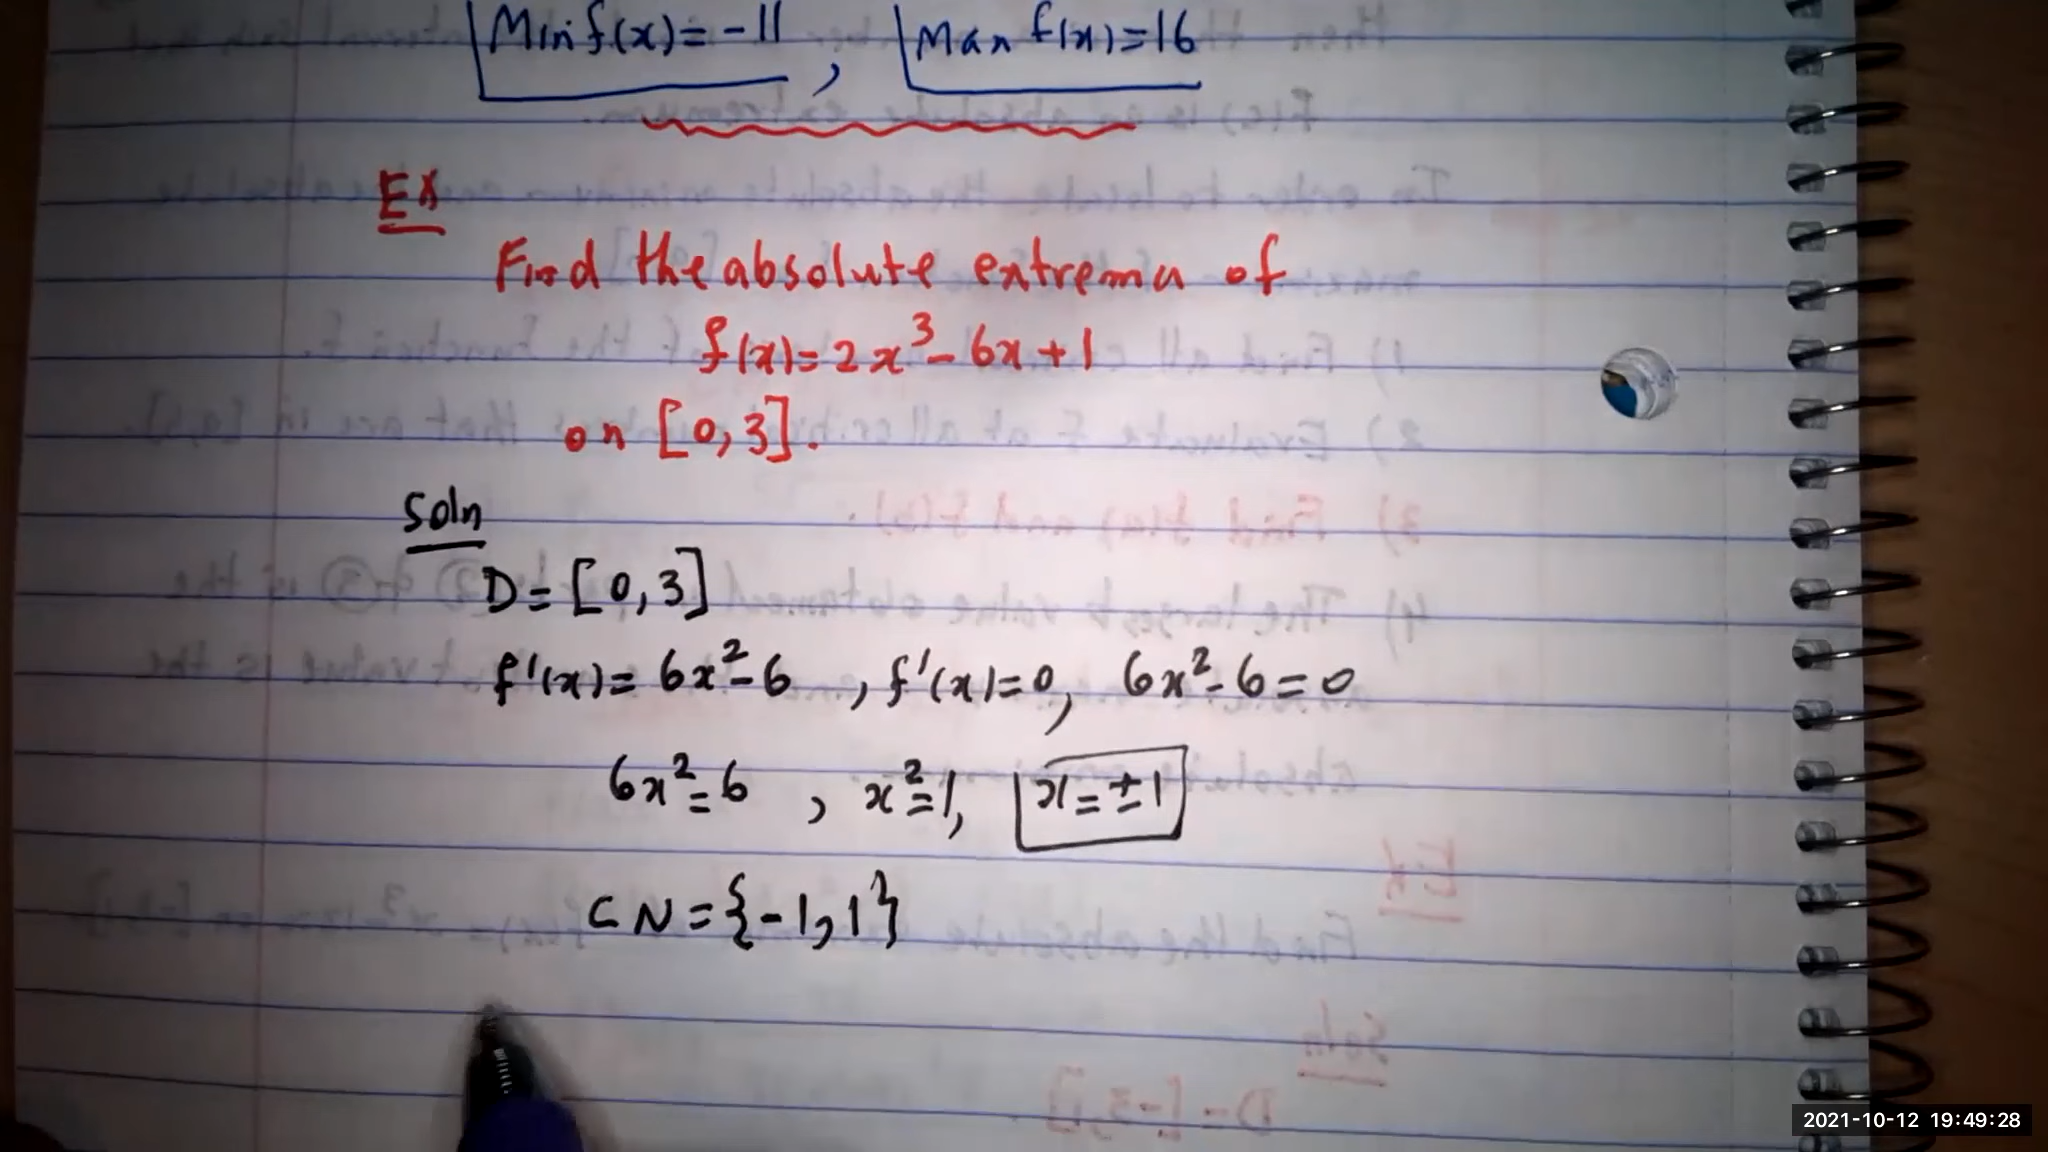 Min f(x) = -11 , Max f(x) = 16
Ex
Find the absolute extrema of
f(x) = 2x³ - 6x + 1
on [0,3].
Soln
D = [0,3]
f'(x) = 6x² - 6 , f'(x) = 0, 6x² - 6 = 0
6x² = 6 , x² = 1, x = ±1
CN = {-1, 1}
2021-10-12 19:49:28